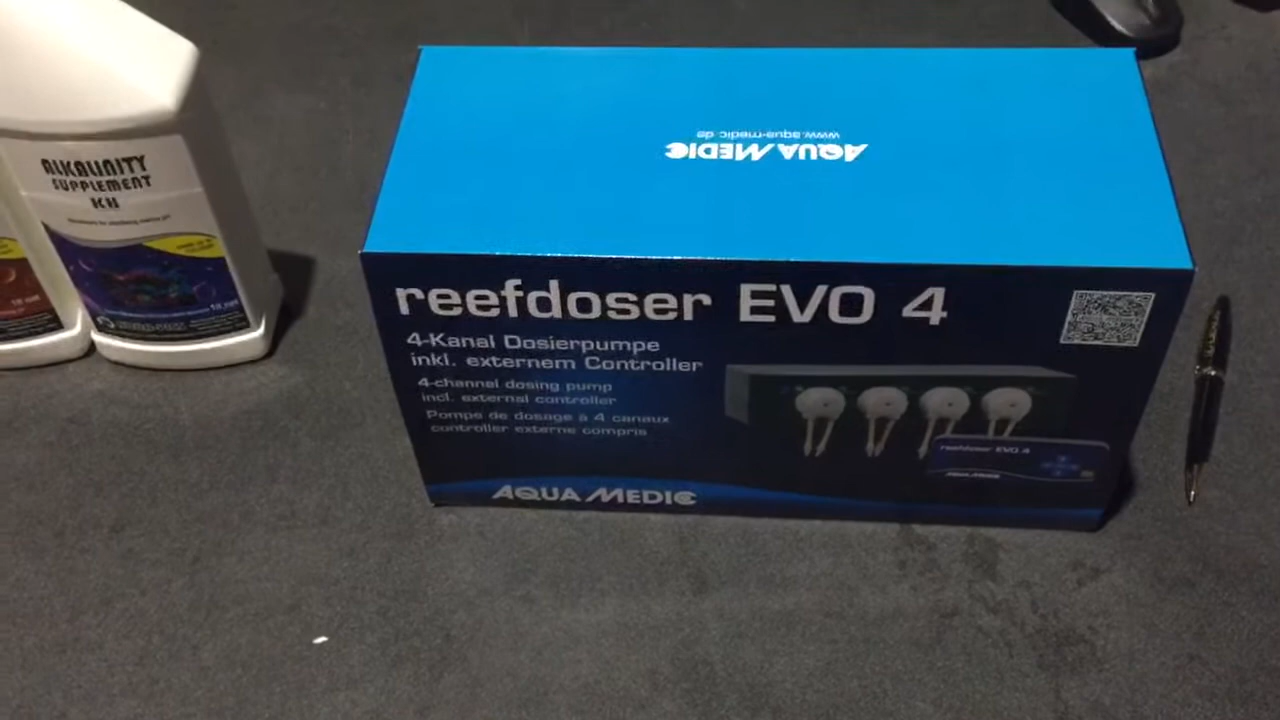 ALKALINITY
SUPPLEMENT
KH
AQUA MEDIC
www.aqua-medic.de
reefdoser EVO 4
4-Kanal Dosierpumpe
inkl. externem Controller
4-channel dosing pump
incl. external controller
Pompe de dosage à 4 canaux
controller externe compris
reefdoser EVO 4
AQUA MEDIC
AQUA MEDIC